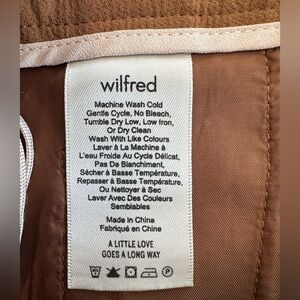 wilfred
Machine Wash Cold
Gentle Cycle, No Bleach,
Tumble Dry Low, Low Iron,
Or Dry Clean
Wash With Like Colours
Laver À La Machine À
L'eau Froide Au Cycle Délicat,
Pas De Blanchiment,
Sécher à Basse Température,
Repasser à Basse Température,
Ou Nettoyer à Sec
Laver Avec Des Couleurs
Semblables
Made in China
Fabriqué en Chine
A LITTLE LOVE
GOES A LONG WAY